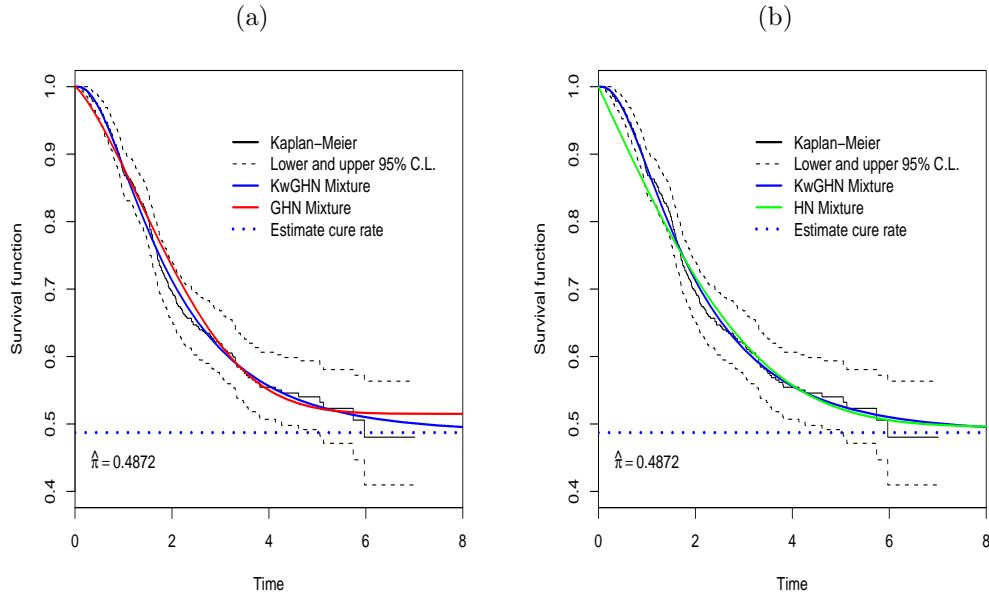 (a)
Survival function
1.0
0.9
0.8
0.7
0.6
0.5
0.4
Kaplan−Meier
Lower and upper 95% C.L.
KwGHN Mixture
GHN Mixture
Estimate cure rate
π̂ = 0.4872
0 2 4 6 8
Time
(b)
Survival function
1.0
0.9
0.8
0.7
0.6
0.5
0.4
Kaplan−Meier
Lower and upper 95% C.L.
KwGHN Mixture
HN Mixture
Estimate cure rate
π̂ = 0.4872
0 2 4 6 8
Time